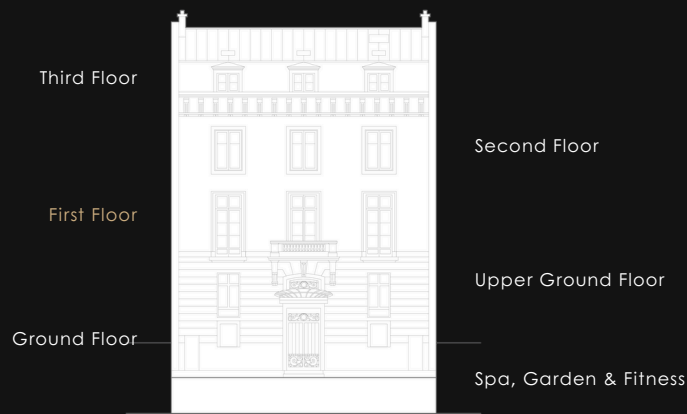 Third Floor
Second Floor
First Floor
Upper Ground Floor
Ground Floor
Spa, Garden & Fitness